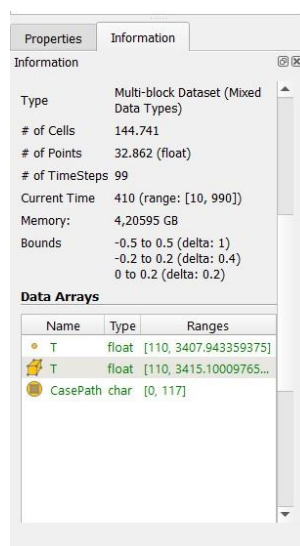 Properties Information
Information
Type Multi-block Dataset (Mixed
Data Types)
# of Cells 144.741
# of Points 32.862 (float)
# of TimeSteps 99
Current Time 410 (range: [10, 990])
Memory: 4,20595 GB
Bounds -0.5 to 0.5 (delta: 1)
-0.2 to 0.2 (delta: 0.4)
0 to 0.2 (delta: 0.2)
Data Arrays
Name Type Ranges
T float [110, 3407.943359375]
T float [110, 3415.10009765...
CasePath char [0, 117]